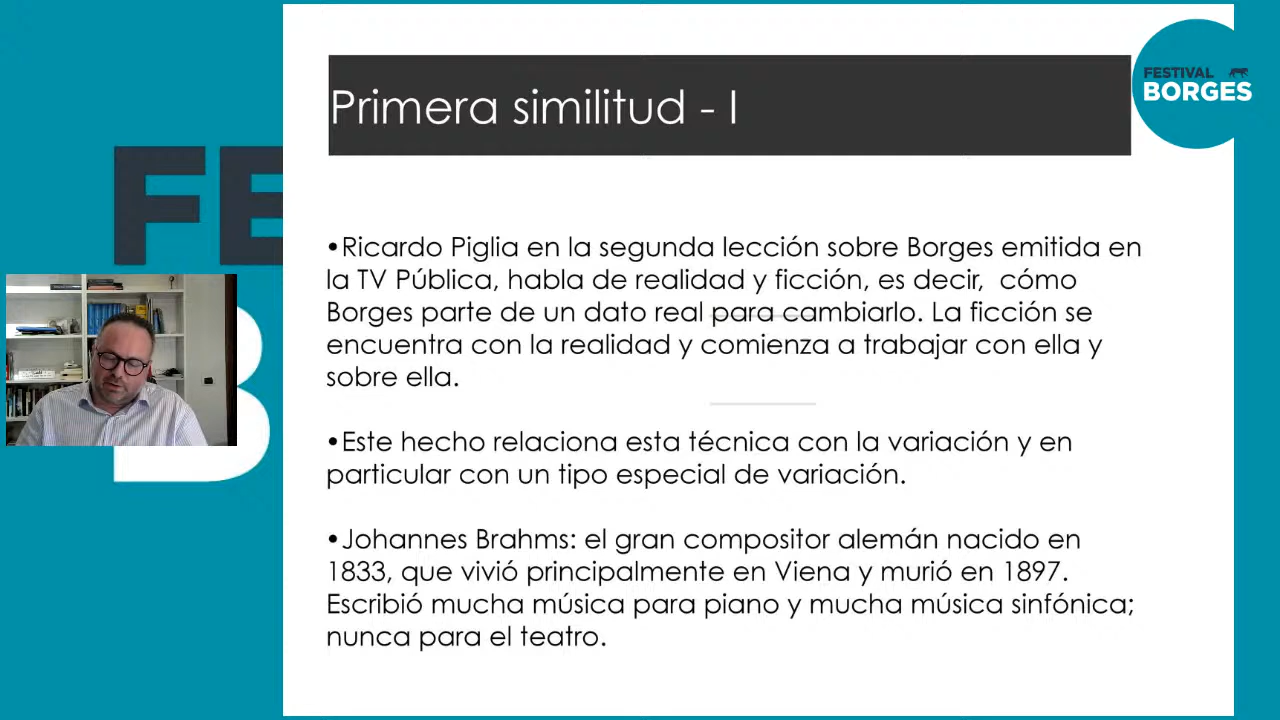 Primera similitud - I
FESTIVAL
BORGES
FE
B
•Ricardo Piglia en la segunda lección sobre Borges emitida en
la TV Pública, habla de realidad y ficción, es decir,  cómo
Borges parte de un dato real para cambiarlo. La ficción se
encuentra con la realidad y comienza a trabajar con ella y
sobre ella.
•Este hecho relaciona esta técnica con la variación y en
particular con un tipo especial de variación.
•Johannes Brahms: el gran compositor alemán nacido en
1833, que vivió principalmente en Viena y murió en 1897.
Escribió mucha música para piano y mucha música sinfónica;
nunca para el teatro.